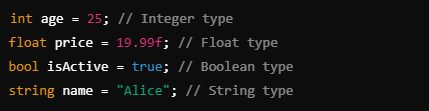 int age = 25; // Integer type
float price = 19.99f; // Float type
bool isActive = true; // Boolean type
string name = "Alice"; // String type